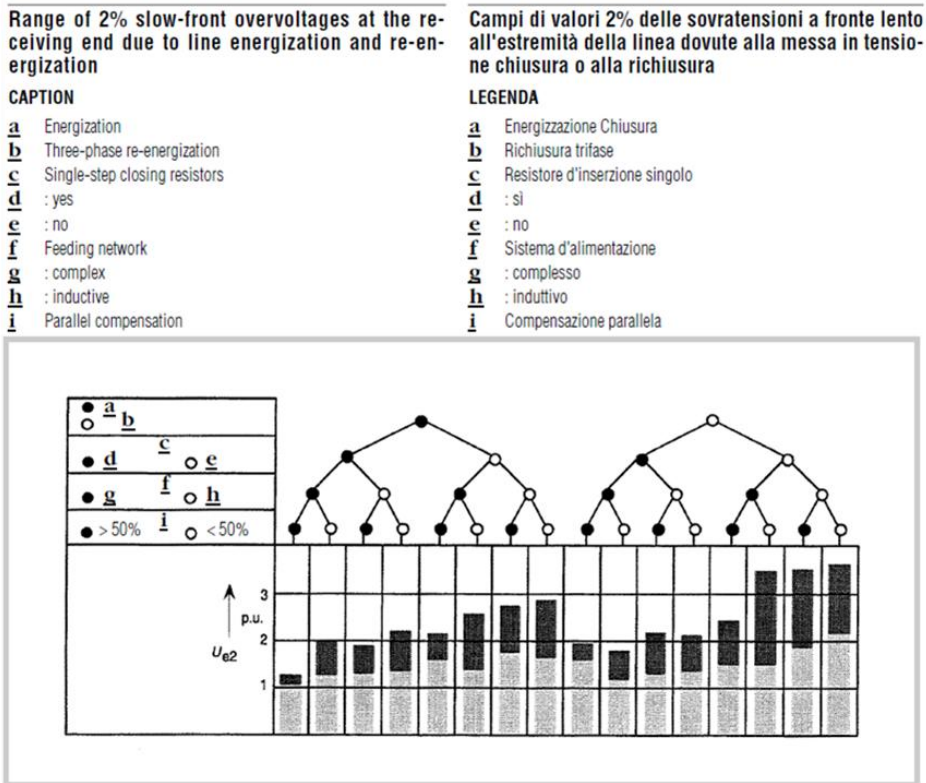 Range of 2% slow-front overvoltages at the re-
ceiving end due to line energization and re-en-
ergization
CAPTION
a Energization
b Three-phase re-energization
c Single-step closing resistors
d : yes
e : no
f Feeding network
g : complex
h : inductive
i Parallel compensation
Campi di valori 2% delle sovratensioni a fronte lento
all'estremità della linea dovute alla messa in tensio-
ne chiusura o alla richiusura
LEGENDA
a Energizzazione Chiusura
b Richiusura trifase
c Resistore d'inserzione singolo
d : sì
e : no
f Sistema d'alimentazione
g : complesso
h : induttivo
i Compensazione parallela
a
b
c
d e
f
g h
i
> 50% < 50%
3
p.u.
2
Ue2
1